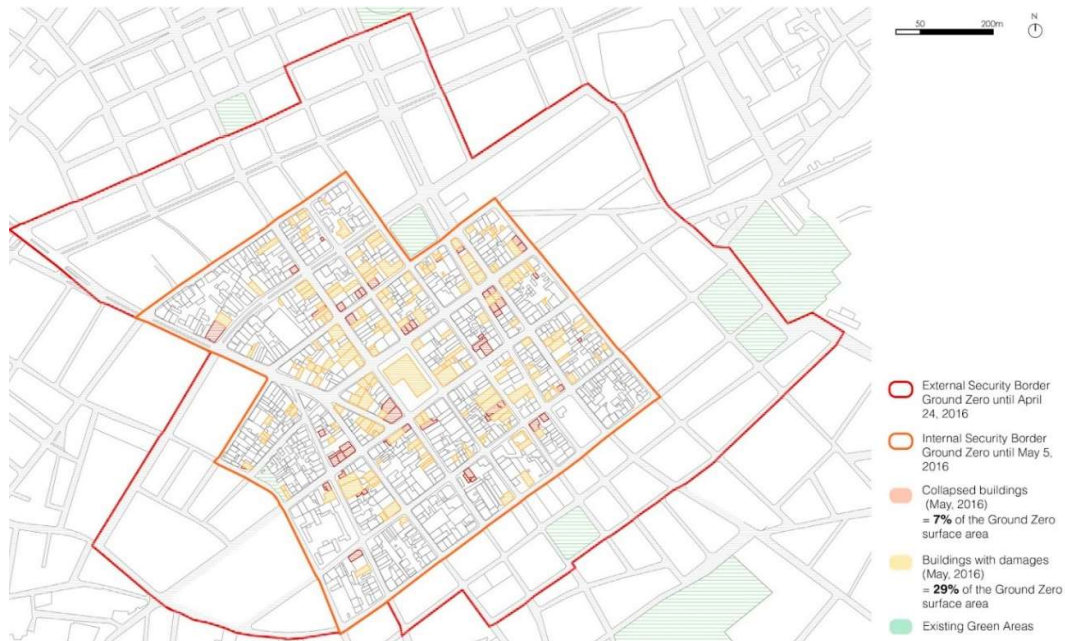 50 200m
N
External Security Border
Ground Zero until April
24, 2016
Internal Security Border
Ground Zero until May 5,
2016
Collapsed buildings
(May, 2016)
= 7% of the Ground Zero
surface area
Buildings with damages
(May, 2016)
= 29% of the Ground Zero
surface area
Existing Green Areas